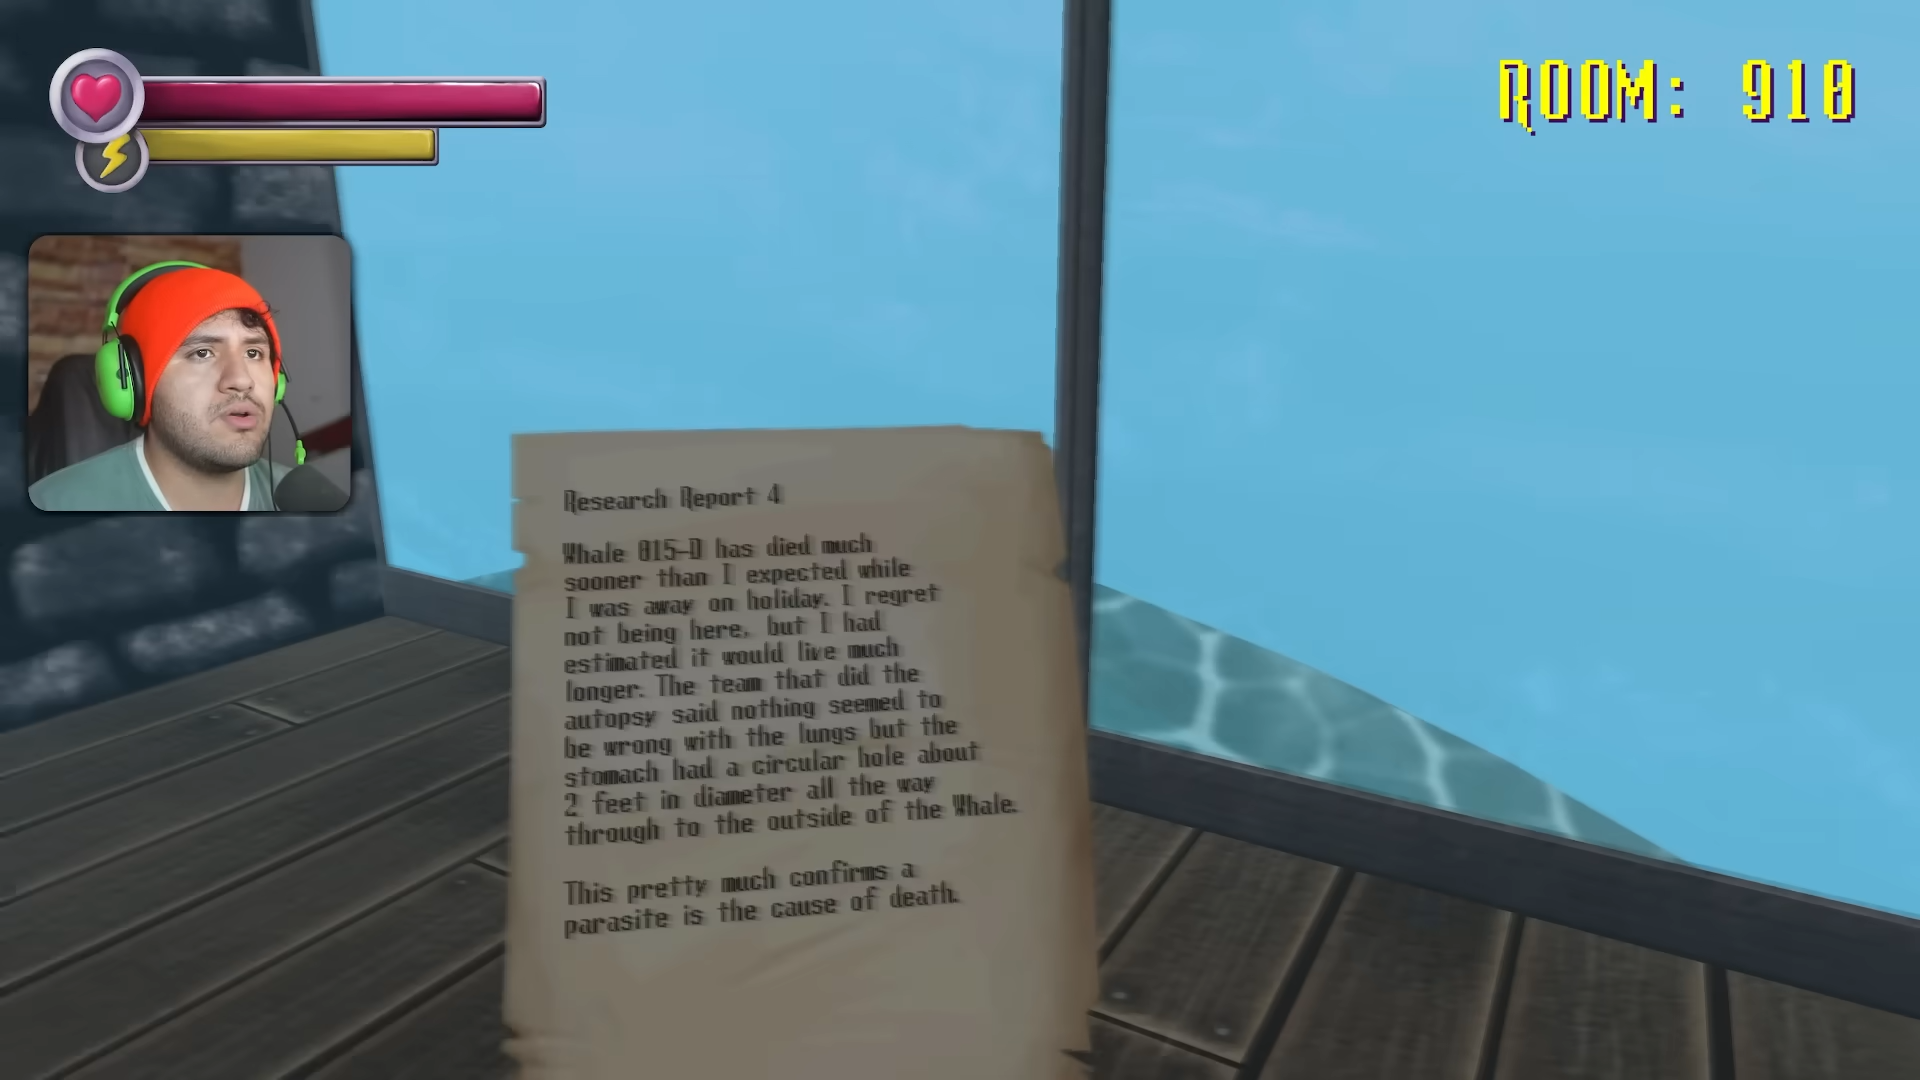 ROOM: 910
Research Report 4
Whale 015-D has died much
sooner than I expected while
I was away on holiday. I regret
not being here, but I had
estimated it would live much
longer. The team that did the
autopsy said nothing seemed to
be wrong with the lungs but the
stomach had a circular hole about
2 feet in diameter all the way
through to the outside of the Whale.
This pretty much confirms a
parasite is the cause of death.